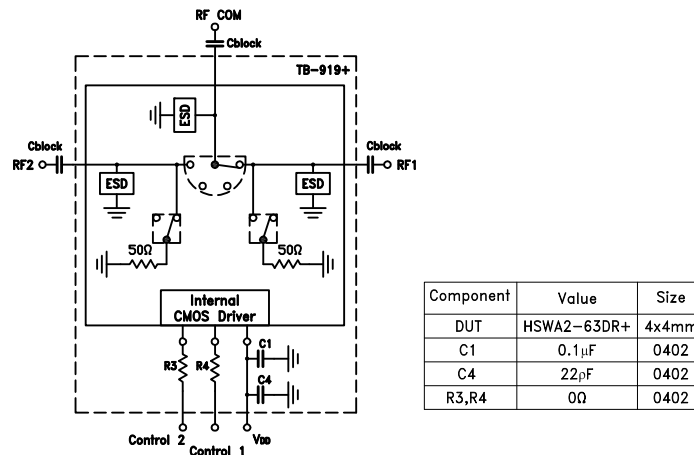 RF COM
Cblock
TB-919+
ESD
Cblock
Cblock
RF2
RF1
ESD
ESD
50Ω
50Ω
Internal
CMOS Driver
R3
R4
C1
C4
Control 2
Control 1
VDD
Component Value Size
DUT HSWA2-63DR+ 4x4mm
C1 0.1µF 0402
C4 22pF 0402
R3,R4 0Ω 0402